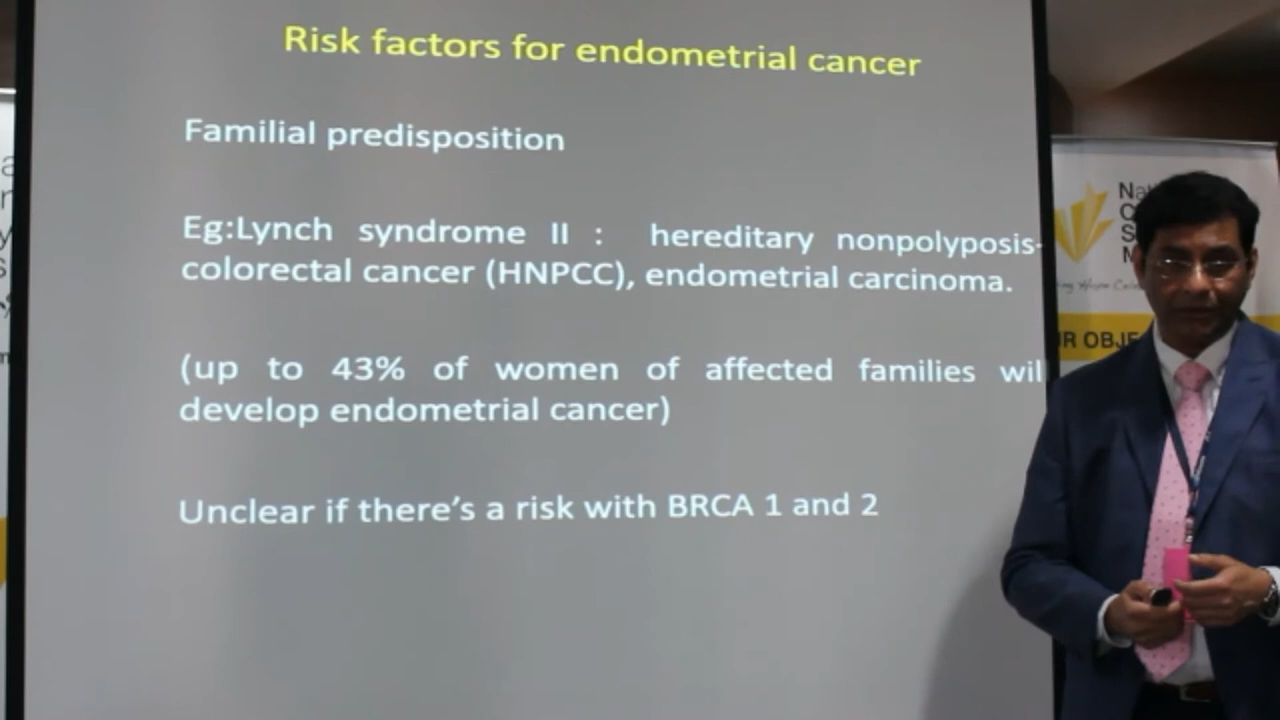 Risk factors for endometrial cancer
Familial predisposition
Eg:Lynch syndrome II : hereditary nonpolyposis-
colorectal cancer (HNPCC), endometrial carcinoma.
(up to 43% of women of affected families wil
develop endometrial cancer)
Unclear if there's a risk with BRCA 1 and 2